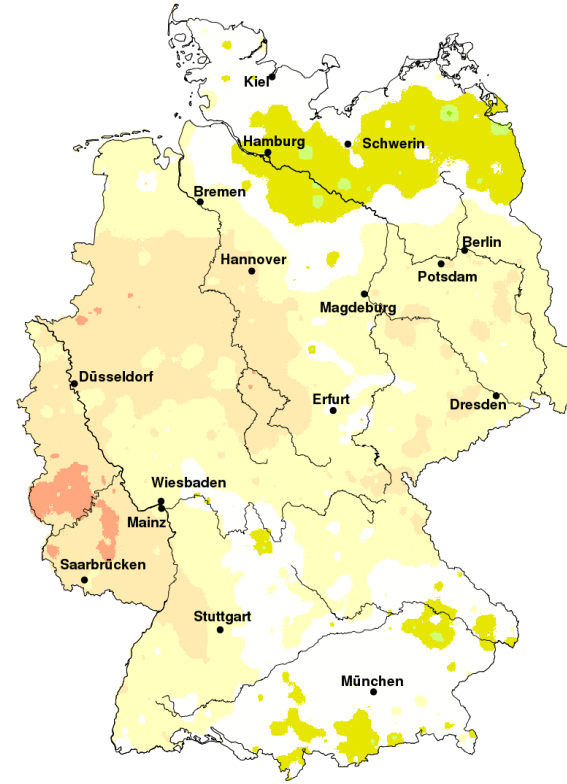 Kiel
Hamburg
Schwerin
Bremen
Berlin
Hannover
Potsdam
Magdeburg
Düsseldorf
Erfurt
Dresden
Wiesbaden
Mainz
Saarbrücken
Stuttgart
München